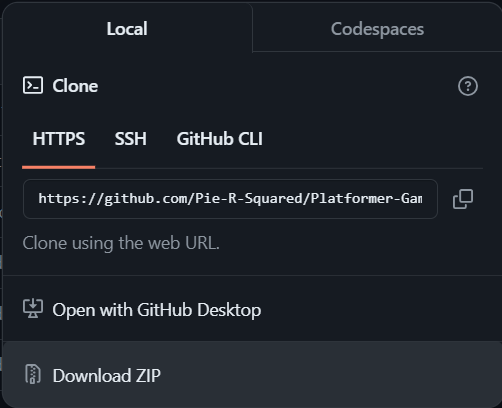 Local Codespaces
Clone
HTTPS SSH GitHub CLI
https://github.com/Pie-R-Squared/Platformer-Gam
Clone using the web URL.
Open with GitHub Desktop
Download ZIP